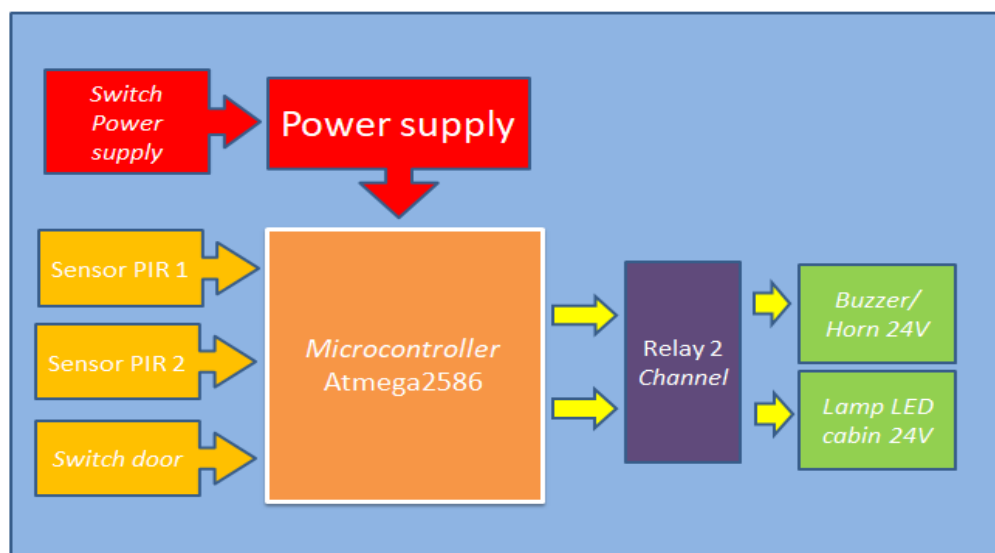 Switch
Power
supply
Power supply
Sensor PIR 1
Sensor PIR 2
Switch door
Microcontroller
Atmega2586
Relay 2
Channel
Buzzer/
Horn 24V
Lamp LED
cabin 24V